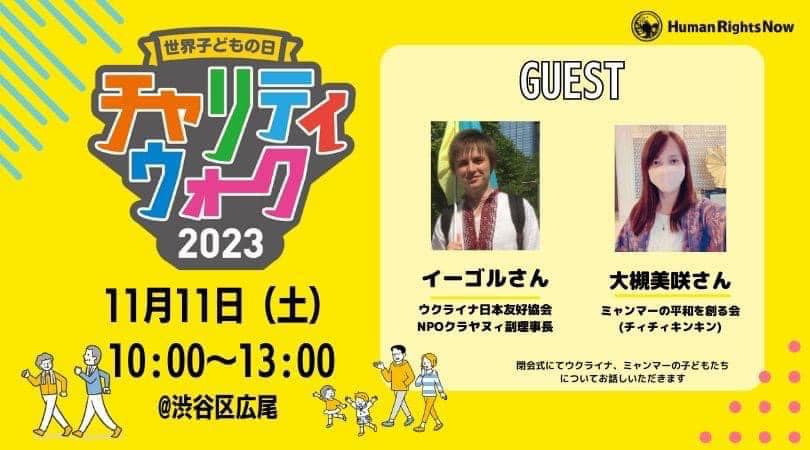 世界子どもの日
チャリティ
ウォーク
2023
11月11日（土）
10:00～13:00
@渋谷区広尾
Human Rights Now
GUEST
イーゴルさん
ウクライナ日本友好協会
NPOクラヤヌィ副理事長
大槻美咲さん
ミャンマーの平和を創る会
(チィチィキンキン)
閉会式にてウクライナ、ミャンマーの子どもたち
についてお話しいただきます